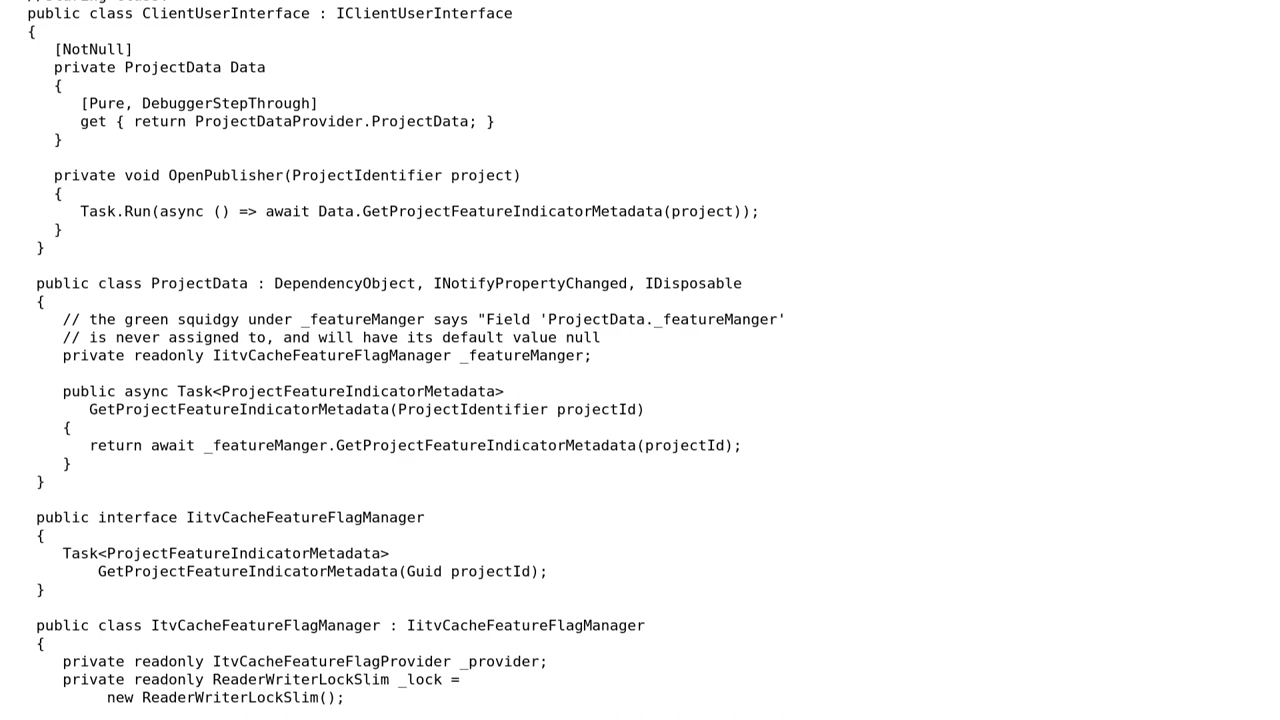 public class ClientUserInterface : IClientUserInterface
{
[NotNull]
private ProjectData Data
{
[Pure, DebuggerStepThrough]
get { return ProjectDataProvider.ProjectData; }
}
private void OpenPublisher(ProjectIdentifier project)
{
Task.Run(async () => await Data.GetProjectFeatureIndicatorMetadata(project));
}
}
public class ProjectData : DependencyObject, INotifyPropertyChanged, IDisposable
{
// the green squidgy under _featureManger says "Field 'ProjectData._featureManger'
// is never assigned to, and will have its default value null
private readonly IitvCacheFeatureFlagManager _featureManger;
public async Task<ProjectFeatureIndicatorMetadata>
GetProjectFeatureIndicatorMetadata(ProjectIdentifier projectId)
{
return await _featureManger.GetProjectFeatureIndicatorMetadata(projectId);
}
}
public interface IitvCacheFeatureFlagManager
{
Task<ProjectFeatureIndicatorMetadata>
GetProjectFeatureIndicatorMetadata(Guid projectId);
}
public class ItvCacheFeatureFlagManager : IitvCacheFeatureFlagManager
{
private readonly ItvCacheFeatureFlagProvider _provider;
private readonly ReaderWriterLockSlim _lock =
new ReaderWriterLockSlim();